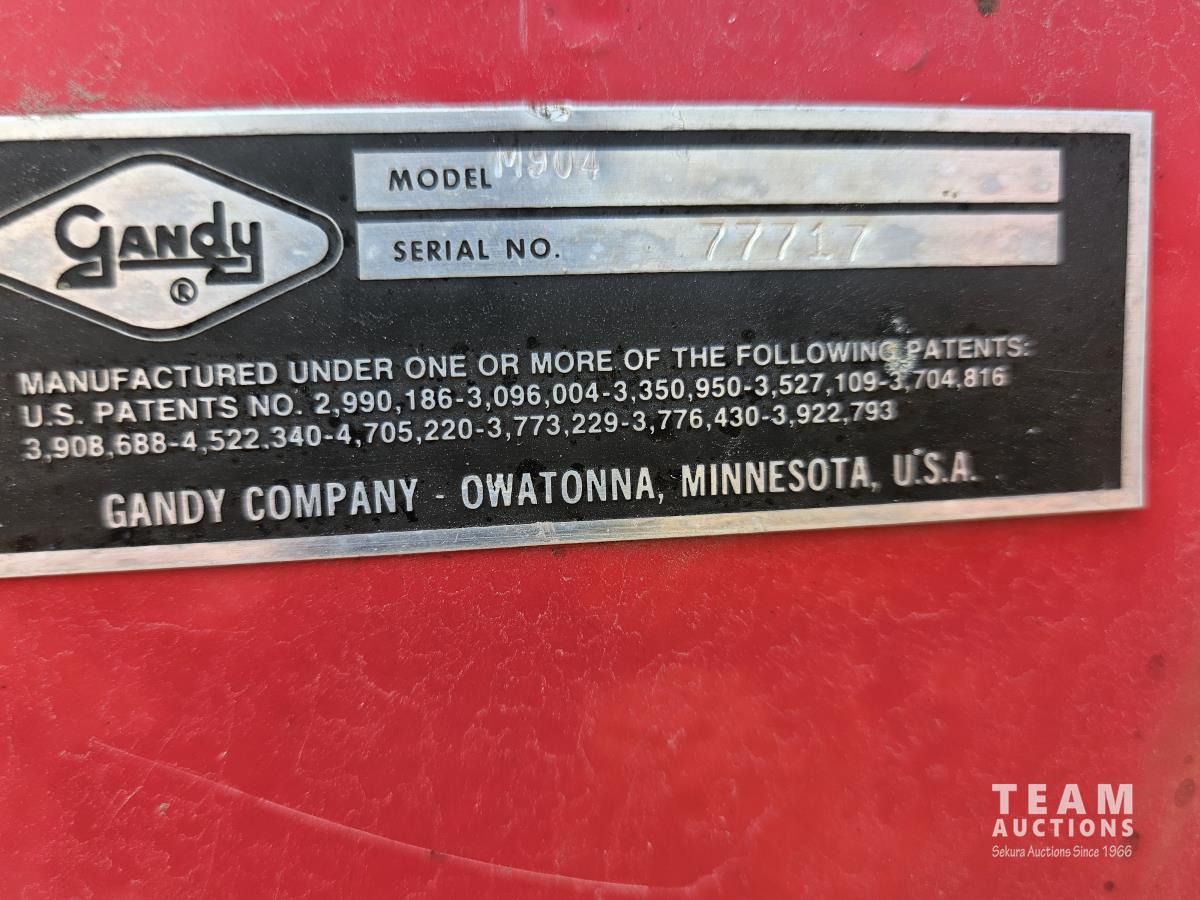 Gandy
®
MODEL M904
SERIAL NO. 77717
MANUFACTURED UNDER ONE OR MORE OF THE FOLLOWING PATENTS:
U.S. PATENTS NO. 2,990,186-3,096,004-3,350,950-3,527,109-3,704,816
3,908,688-4,522,340-4,705,220-3,773,229-3,776,430-3,922,793
GANDY COMPANY - OWATONNA, MINNESOTA, U.S.A.
TEAM
AUCTIONS
Sekura Auctions Since 1966